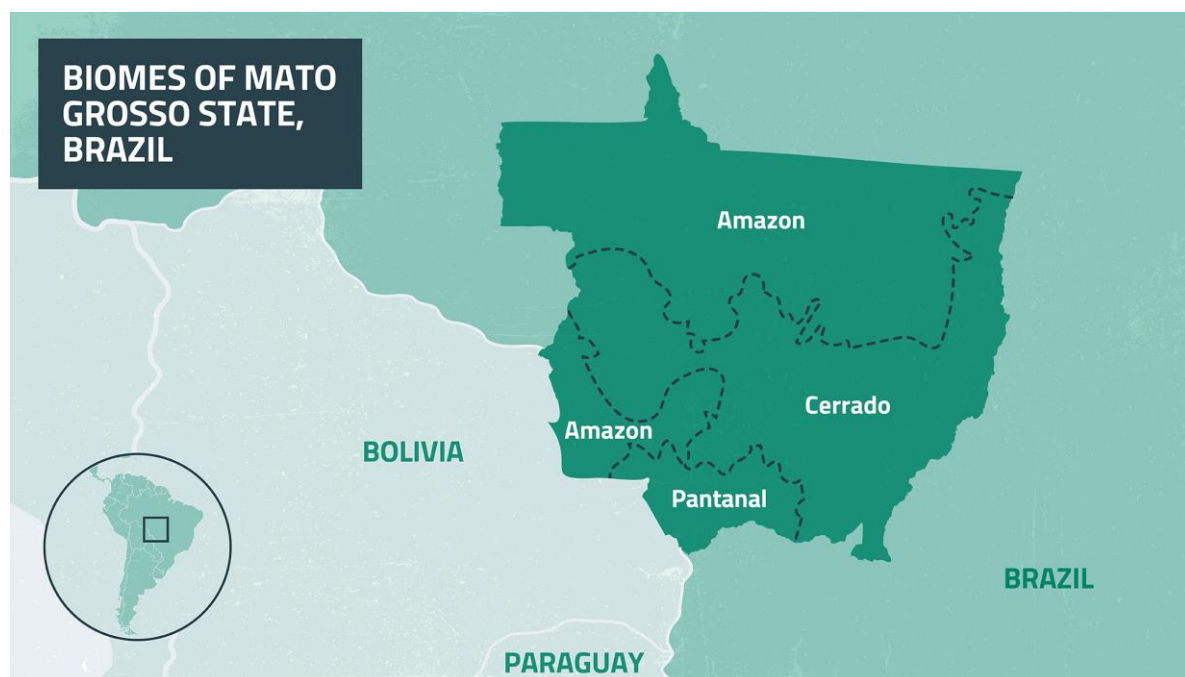 BIOMES OF MATO
GROSSO STATE,
BRAZIL
Amazon
Cerrado
Amazon
BOLIVIA
Pantanal
BRAZIL
PARAGUAY